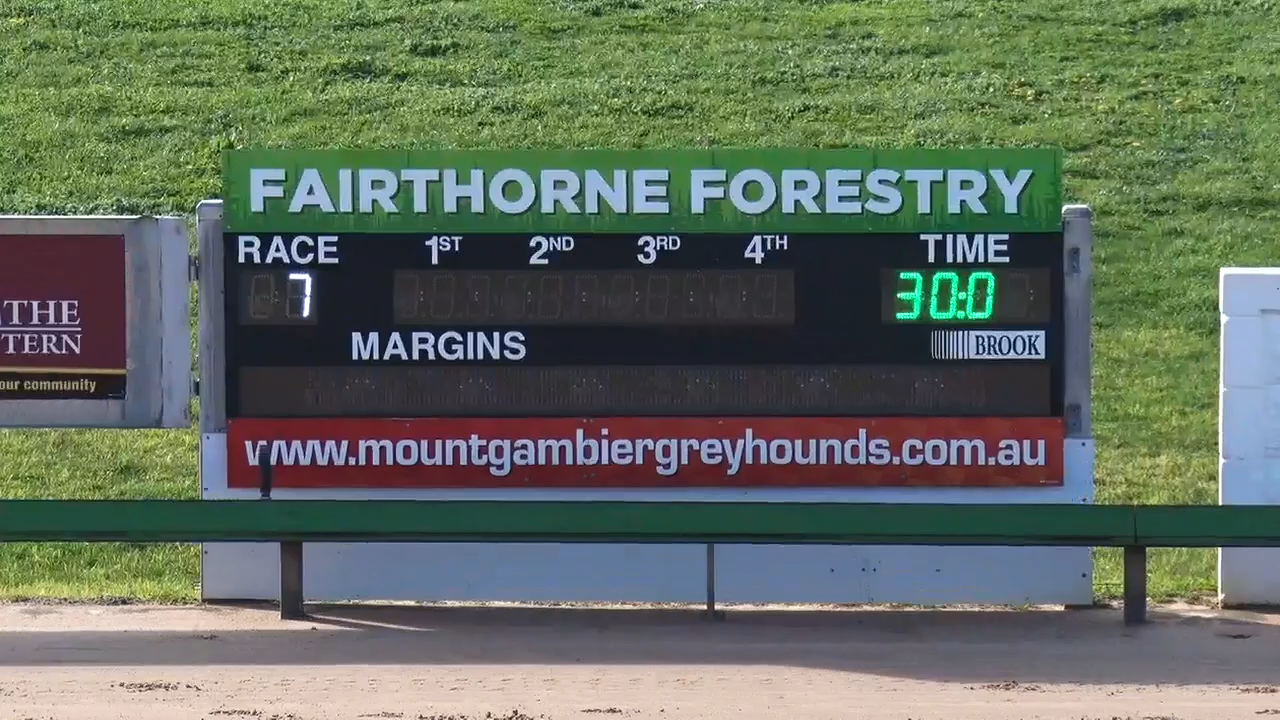 FAIRTHORNE FORESTRY
RACE 1ST 2ND 3RD 4TH TIME
7 30:0
MARGINS BROOK
www.mountgambiergreyhounds.com.au
THE
TERN
our community